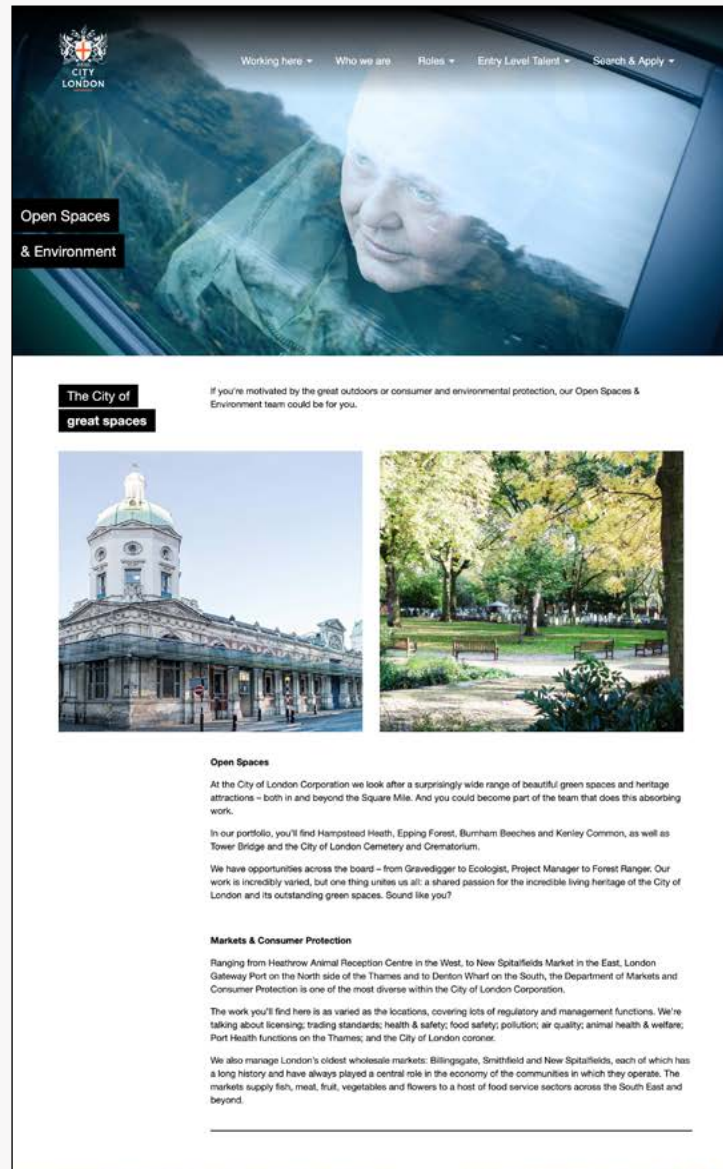 CITY
LONDON
Working here
Who we are
Roles
Entry Level Talent
Search & Apply
Open Spaces
& Environment
The City of
great spaces
If you're motivated by the great outdoors or consumer and environmental protection, our Open Spaces &
Environment team could be for you.
Open Spaces
At the City of London Corporation we look after a surprisingly wide range of beautiful green spaces and heritage
attractions – both in and beyond the Square Mile. And you could become part of the team that does this absorbing
work.
In our portfolio, you'll find Hampstead Heath, Epping Forest, Burnham Beeches and Kenley Common, as well as
Tower Bridge and the City of London Cemetery and Crematorium.
We have opportunities across the board – from Gravedigger to Ecologist, Project Manager to Forest Ranger. Our
work is incredibly varied, but one thing unites us all: a shared passion for the incredible living heritage of the City of
London and its outstanding green spaces. Sound like you?
Markets & Consumer Protection
Ranging from Heathrow Animal Reception Centre in the West, to New Spitalfields Market in the East, London
Gateway Port on the North side of the Thames and to Denton Wharf on the South, the Department of Markets and
Consumer Protection is one of the most diverse within the City of London Corporation.
The work you'll find here is as varied as the locations, covering lots of regulatory and management functions. We're
talking about licensing; trading standards; health & safety; food safety; pollution; air quality; animal health & welfare;
Port Health functions on the Thames; and the City of London coroner.
We also manage London's oldest wholesale markets: Billingsgate, Smithfield and New Spitalfields, each of which has
a long history and have always played a central role in the economy of the communities in which they operate. The
markets supply fish, meat, fruit, vegetables and flowers to a host of food service sectors across the South East and
beyond.